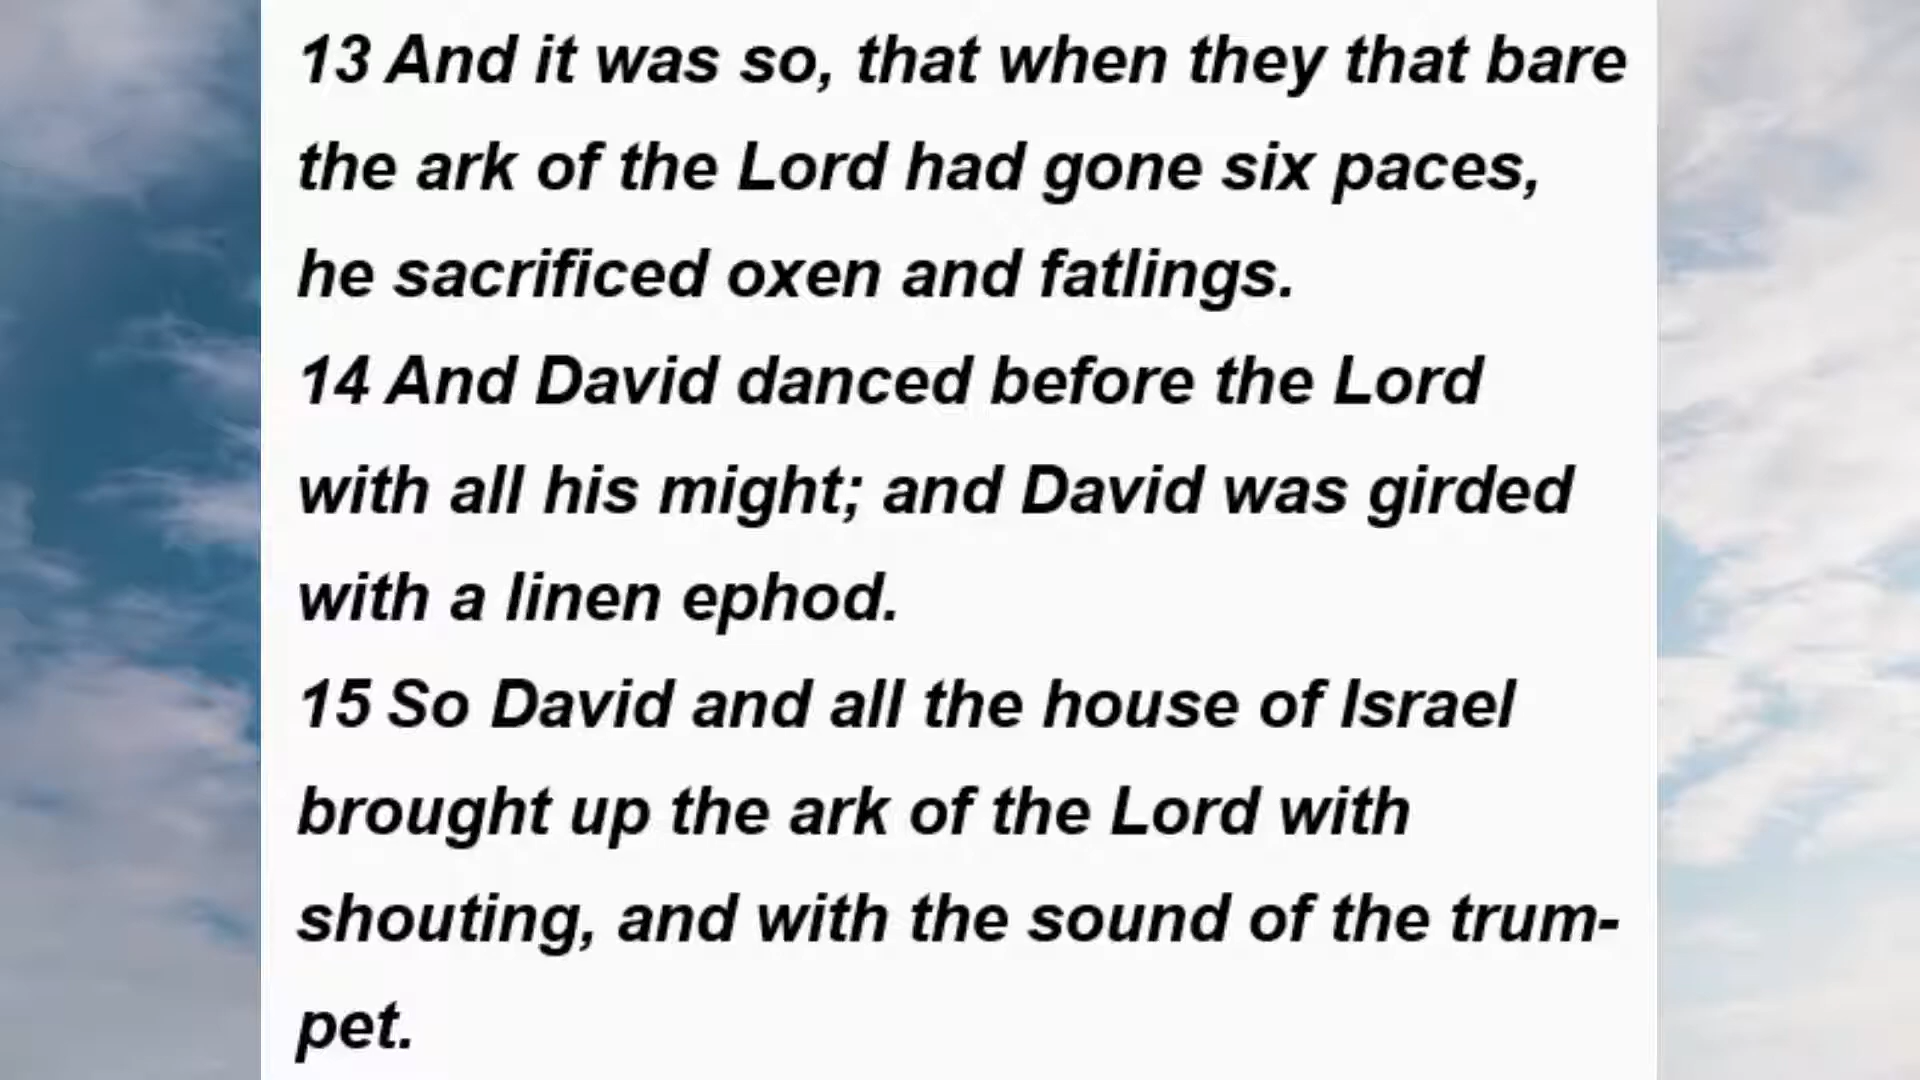 13 And it was so, that when they that bare
the ark of the Lord had gone six paces,
he sacrificed oxen and fatlings.
14 And David danced before the Lord
with all his might; and David was girded
with a linen ephod.
15 So David and all the house of Israel
brought up the ark of the Lord with
shouting, and with the sound of the trum-
pet.